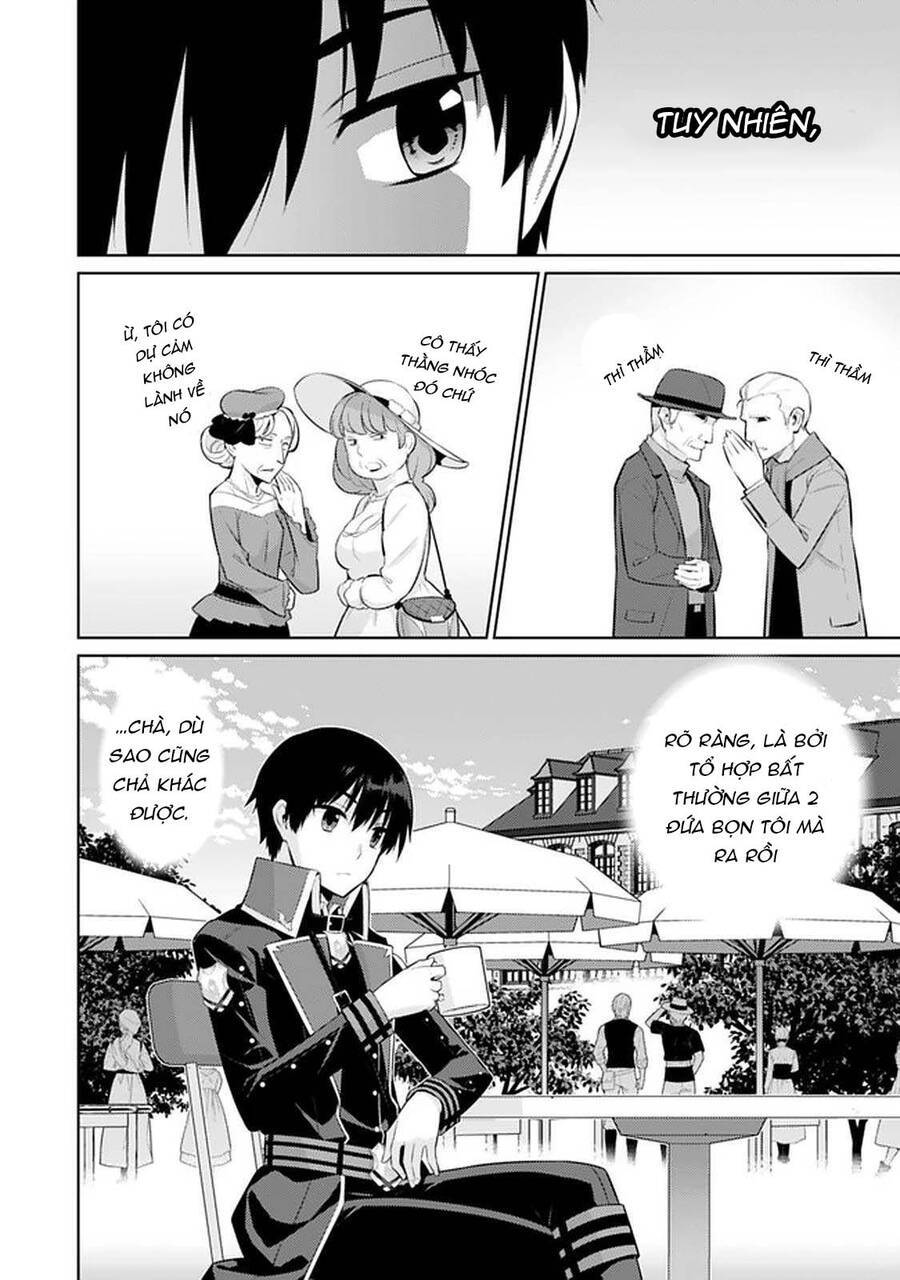 TUY NHIÊN,
THÌ THẦM
THÌ THẦM
CÔ THẤY
THẰNG NHÓC
ĐÓ CHỨ
Ừ, TÔI CÓ
DỰ CẢM
KHÔNG
LÀNH VỀ
NÓ
RÕ RÀNG, LÀ BỞI
TỔ HỢP BẤT
THƯỜNG GIỮA 2
ĐỨA BỌN TÔI MÀ
RA RỒI
...CHÀ, DÙ
SAO CŨNG
CHẢ KHÁC
ĐƯỢC.